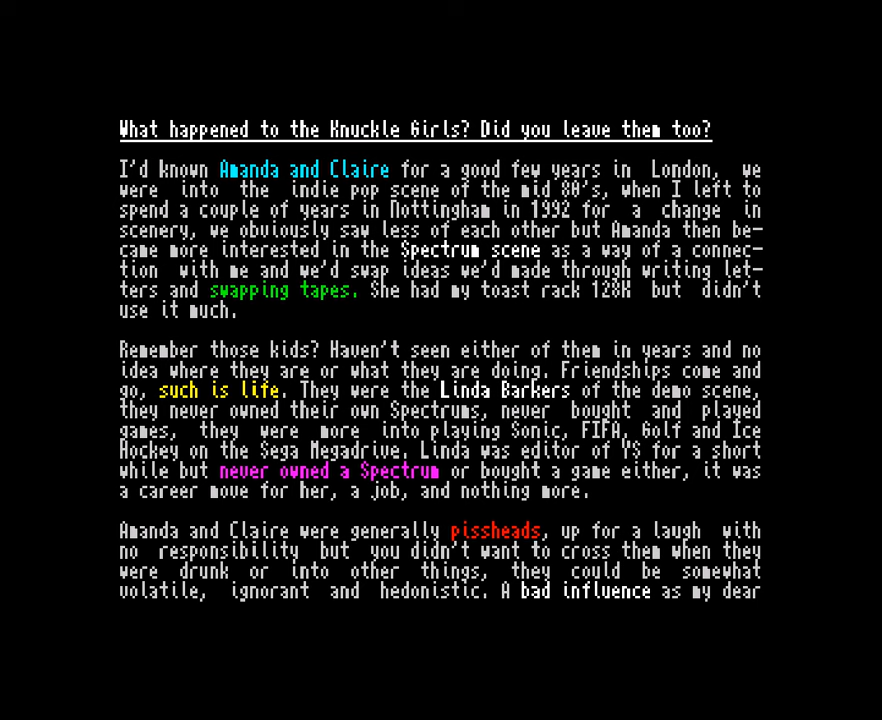 What happened to the Knuckle Girls? Did you leave them too?
I'd known Amanda and Claire for a good few years in London, we
were into the indie pop scene of the mid 80's, when I left to
spend a couple of years in Nottingham in 1992 for a change in
scenery, we obviously saw less of each other but Amanda then be-
came more interested in the Spectrum scene as a way of a connec-
tion with me and we'd swap ideas we'd made through writing let-
ters and swapping tapes. She had my toast rack 128K but didn't
use it much.
Remember those kids? Haven't seen either of them in years and no
idea where they are or what they are doing. Friendships come and
go, such is life. They were the Linda Barkers of the demo scene,
they never owned their own Spectrums, never bought and played
games, they were more into playing Sonic, FIFA, Golf and Ice
Hockey on the Sega Megadrive. Linda was editor of YS for a short
while but never owned a Spectrum or bought a game either, it was
a career move for her, a job, and nothing more.
Amanda and Claire were generally pissheads, up for a laugh with
no responsibility but you didn't want to cross them when they
were drunk or into other things, they could be somewhat
volatile, ignorant and hedonistic. A bad influence as my dear